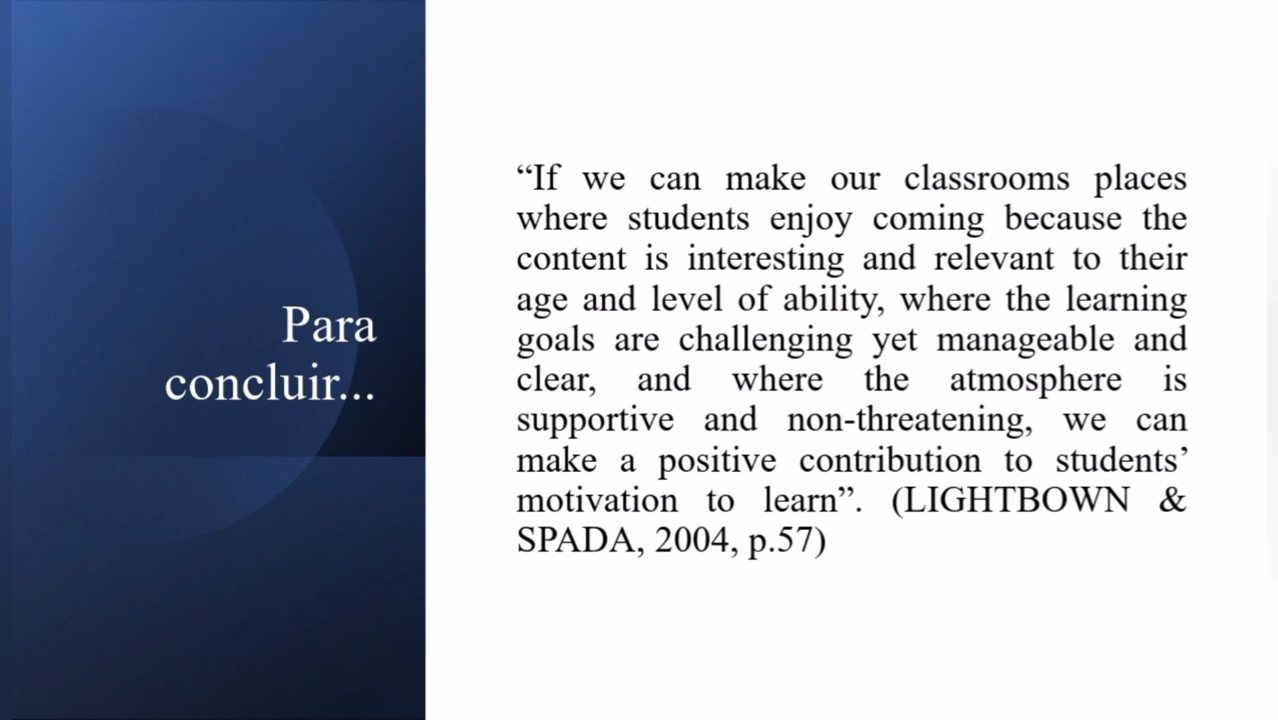 Para
concluir...
“If we can make our classrooms places
where students enjoy coming because the
content is interesting and relevant to their
age and level of ability, where the learning
goals are challenging yet manageable and
clear, and where the atmosphere is
supportive and non-threatening, we can
make a positive contribution to students’
motivation to learn”. (LIGHTBOWN &
SPADA, 2004, p.57)